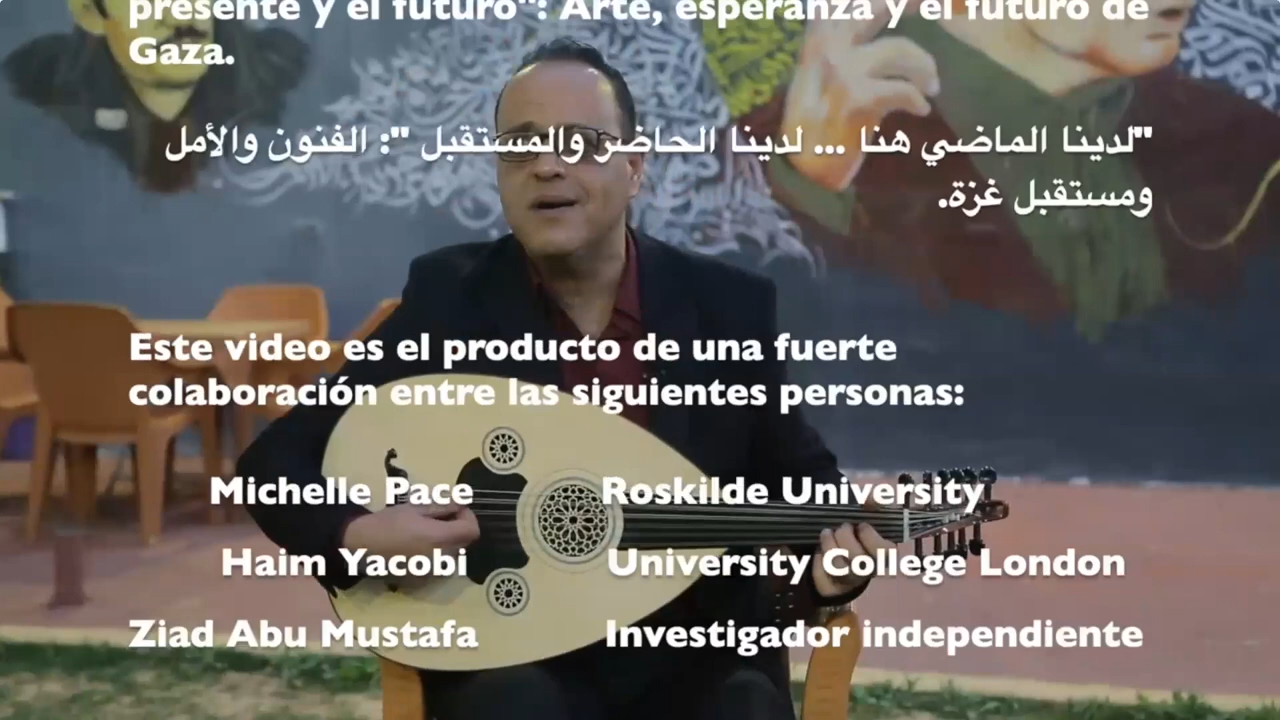 presente y el futuro": Arte, esperanza y el futuro de
Gaza.
"لدينا الماضي هنا ... لدينا الحاضر والمستقبل ": الفنون والأمل
ومستقبل غزة.
Este video es el producto de una fuerte
colaboración entre las siguientes personas:
Michelle Pace Roskilde University
Haim Yacobi University College London
Ziad Abu Mustafa Investigador independiente